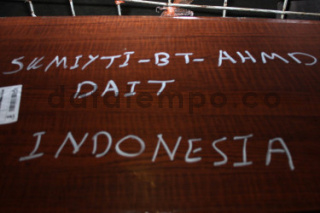 SUMIYTI-BT-AHMD
DAIT
datatempo.co
INDONESIA